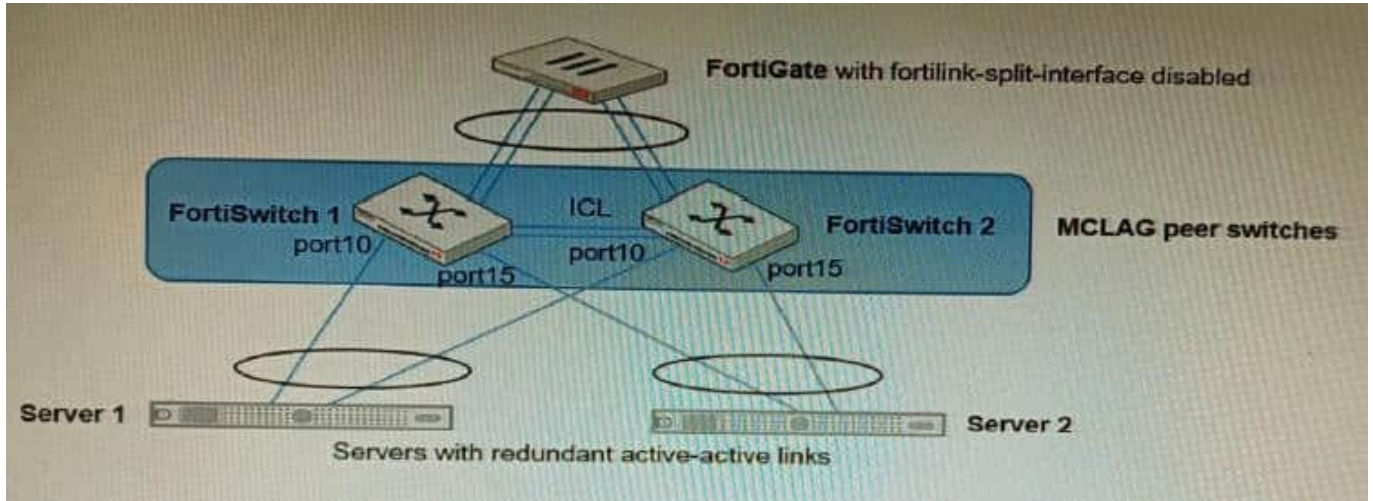 FortiGate with fortilink-split-interface disabled
FortiSwitch 1
ICL
FortiSwitch 2
MCLAG peer switches
port10
port10
port15
port15
Server 1
Server 2
Servers with redundant active-active links